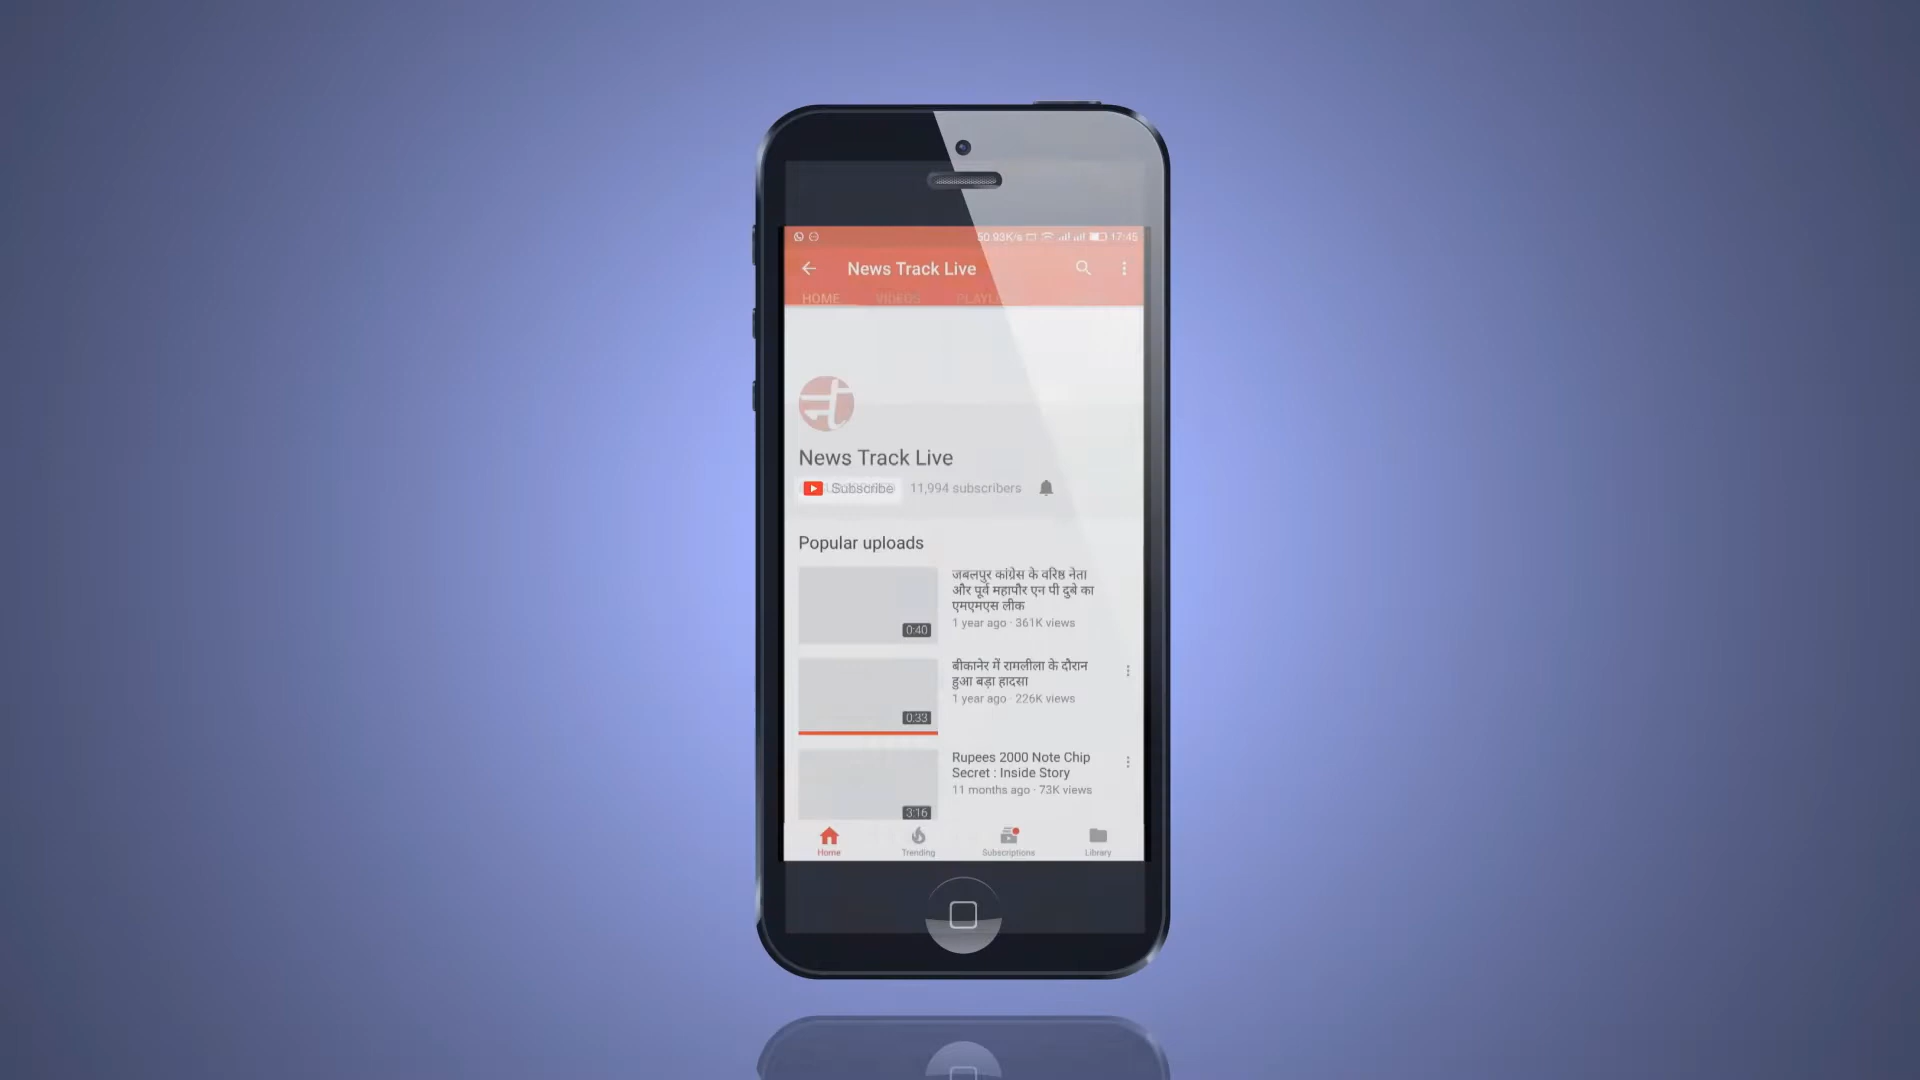 50.93K/s 17:45
News Track Live
HOME VIDEOS
News Track Live
Subscribe 11,994 subscribers
Popular uploads
जबलपुर कांग्रेस के वरिष्ठ नेता
और पूर्व महापौर एन पी दुबे का
एमएमएस लीक
1 year ago · 361K views
0:40
बीकानेर में रामलीला के दौरान
हुआ बड़ा हादसा
1 year ago · 226K views
0:33
Rupees 2000 Note Chip
Secret : Inside Story
11 months ago · 73K views
3:16
Home Trending Subscriptions Library